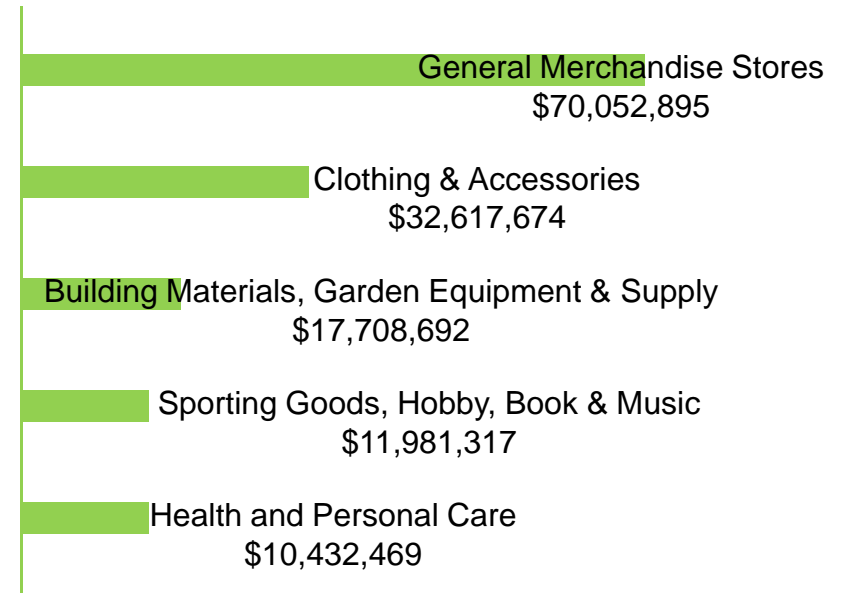 General Merchandise Stores
$70,052,895
Clothing & Accessories
$32,617,674
Building Materials, Garden Equipment & Supply
$17,708,692
Sporting Goods, Hobby, Book & Music
$11,981,317
Health and Personal Care
$10,432,469